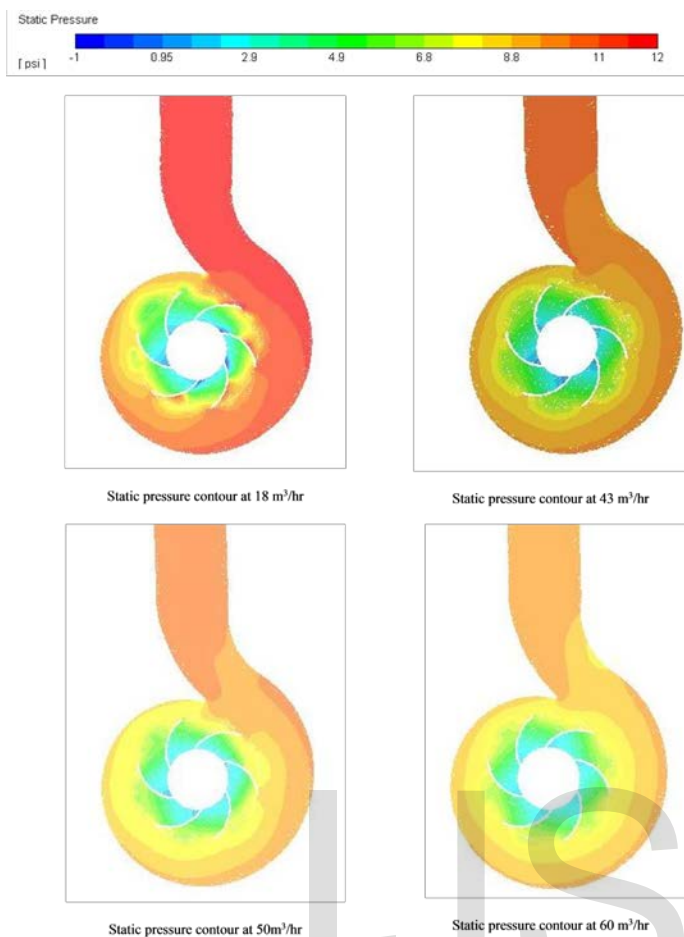 Static Pressure
[ psi ]
-1 0.95 2.9 4.9 6.8 8.8 11 12
Static pressure contour at 18 m³/hr
Static pressure contour at 43 m³/hr
Static pressure contour at 50m³/hr
Static pressure contour at 60 m³/hr